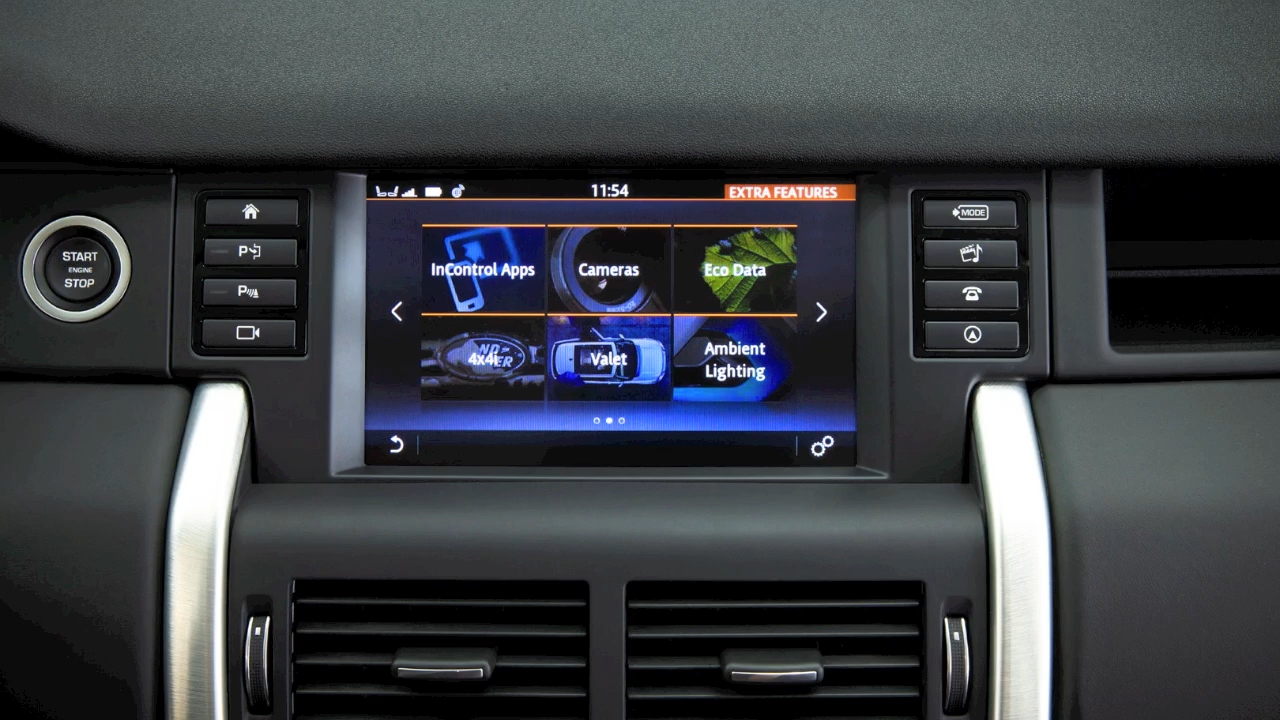 11:54
EXTRA FEATURES
START
ENGINE
STOP
P
P
MODE
InControl Apps
Cameras
Eco Data
4x4i
Valet
Ambient
Lighting